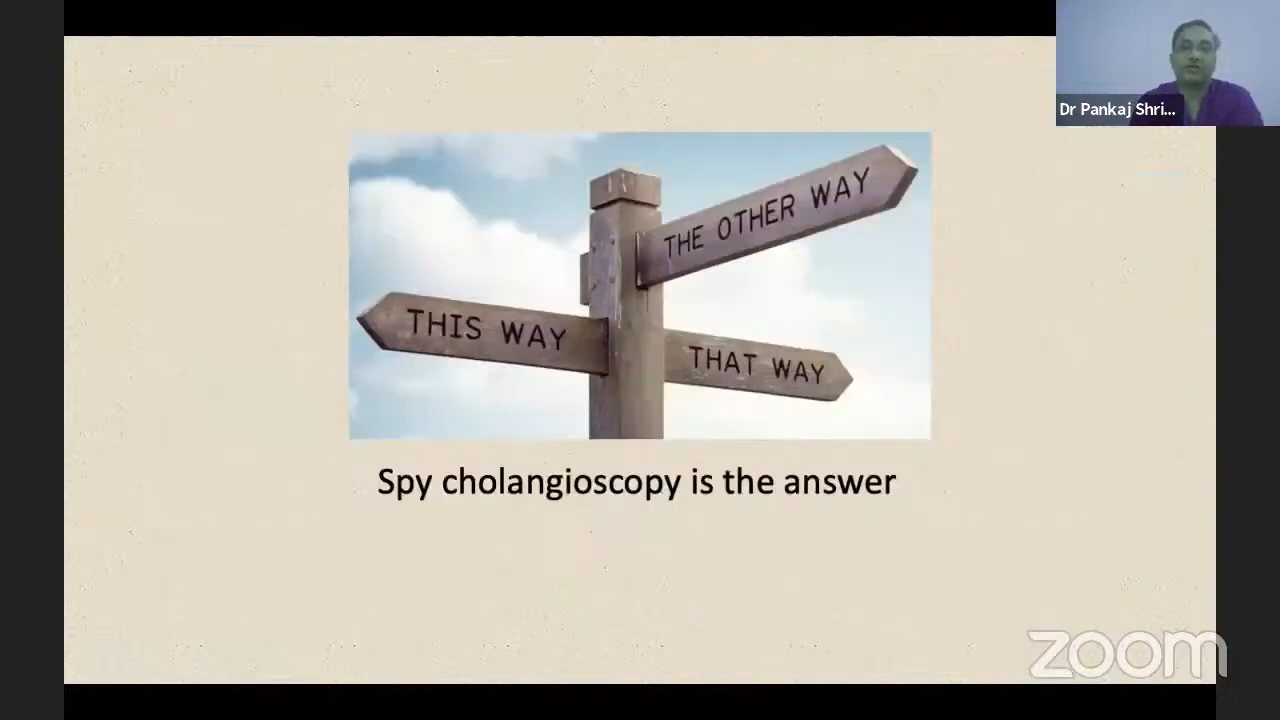 Dr Pankaj Shri...
THE OTHER WAY
THIS WAY
THAT WAY
Spy cholangioscopy is the answer
zoom